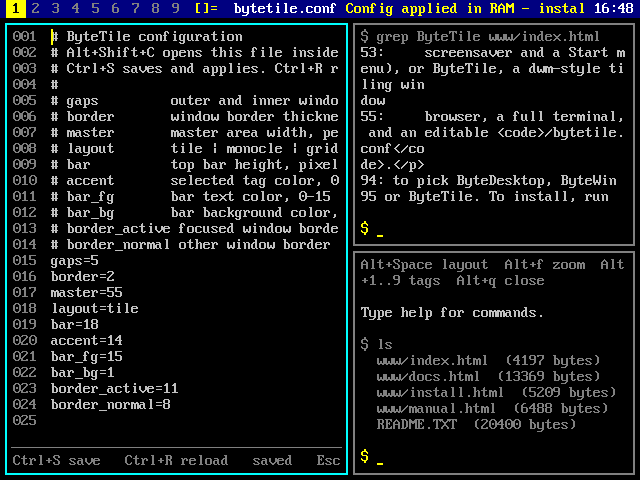 1 2 3 4 5 6 7 8 9 []= bytetile.conf Config applied in RAM - instal 16:48
001 # ByteTile configuration
002 # Alt+Shift+C opens this file inside
003 # Ctrl+S saves and applies. Ctrl+R r
004 #
005 # gaps outer and inner windo
006 # border window border thickne
007 # master master area width, pe
008 # layout tile | monocle | grid
009 # bar top bar height, pixel
010 # accent selected tag color, 0
011 # bar_fg bar text color, 0-15
012 # bar_bg bar background color,
013 # border_active focused window borde
014 # border_normal other window border
015 gaps=5
016 border=2
017 master=55
018 layout=tile
019 bar=18
020 accent=14
021 bar_fg=15
022 bar_bg=1
023 border_active=11
024 border_normal=8
025
Ctrl+S save Ctrl+R reload saved Esc
$ grep ByteTile www/index.html
53: screensaver and a Start m
enu), or ByteTile, a dwm-style ti
ling win
dow
55: browser, a full terminal,
and an editable <code>/bytetile.
conf</co
de>.</p>
94: to pick ByteDesktop, ByteWin
95 or ByteTile. To install, run
$ _
Alt+Space layout Alt+f zoom Alt
+1..9 tags Alt+q close
Type help for commands.
$ ls
www/index.html (4197 bytes)
www/docs.html (13369 bytes)
www/install.html (5209 bytes)
www/manual.html (6488 bytes)
README.TXT (20400 bytes)
$ _